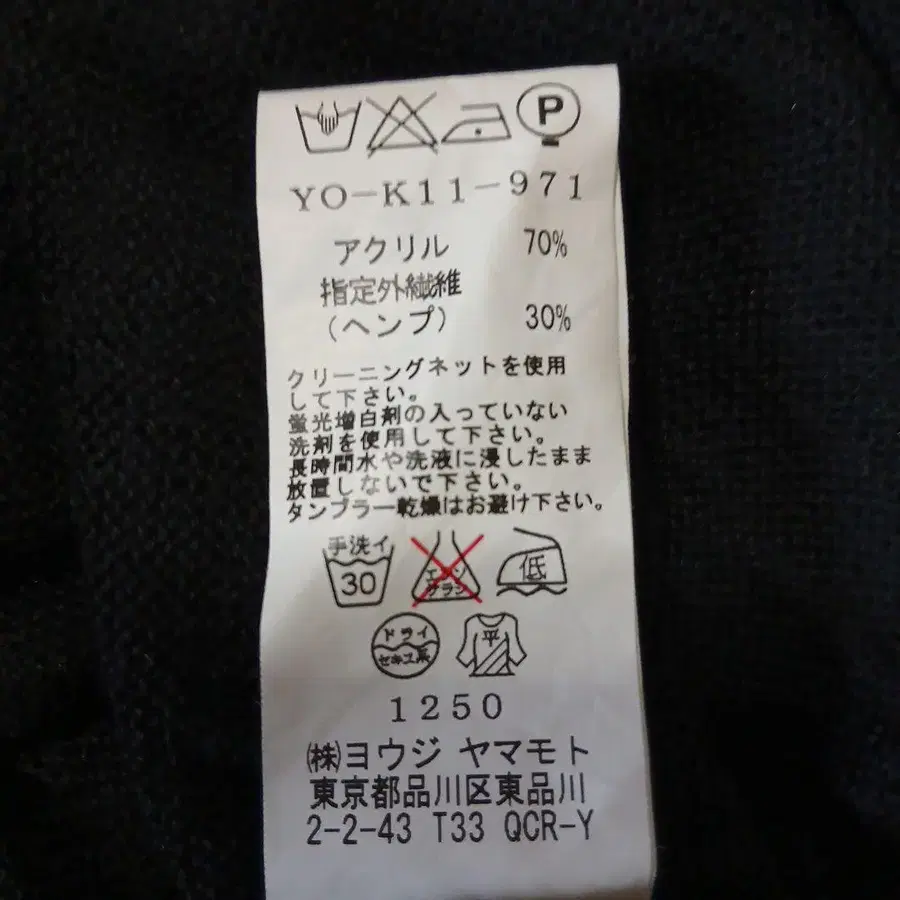 P
YO-K11-971
アクリル 70%
指定外繊維
(ヘンプ) 30%
クリーニングネットを使用
して下さい。
蛍光増白剤の入っていない
洗剤を使用して下さい。
長時間水や洗液に浸したまま
放置しないで下さい。
タンブラー乾燥はお避け下さい。
手洗イ
30
エンソ
サラシ
低
ドライ
セキユ系
平
1250
㈱ヨウジ ヤマモト
東京都品川区東品川
2-2-43 T33 QCR-Y